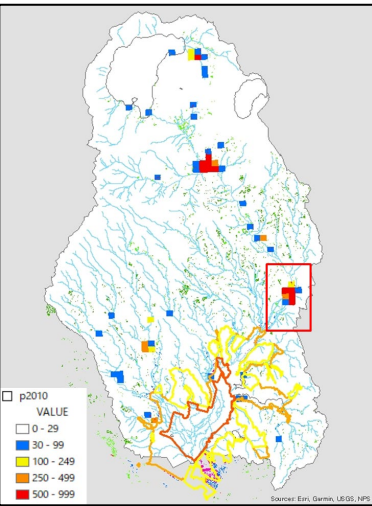 p2010
VALUE
0 - 29
30 - 99
100 - 249
250 - 499
500 - 999
Sources: Esri, Garmin, USGS, NPS